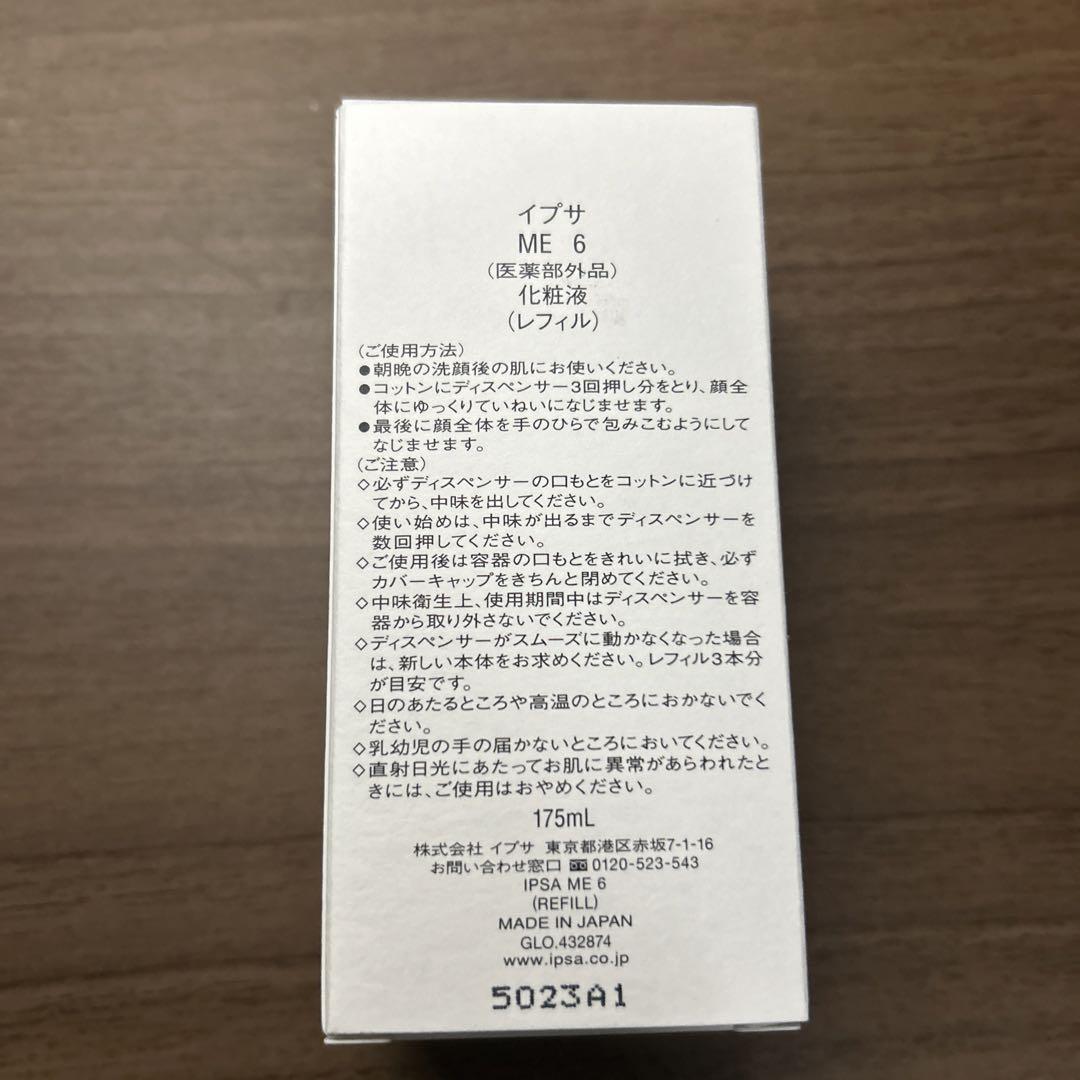 イプサ
ME 6
(医薬部外品)
化粧液
(レフィル)
(ご使用方法)
●朝晩の洗顔後の肌にお使いください。
●コットンにディスペンサー3回押し分をとり、顔全
体にゆっくりていねいになじませます。
●最後に顔全体を手のひらで包みこむようにして
なじませます。
(ご注意)
◇必ずディスペンサーの口もとをコットンに近づけ
てから、中味を出してください。
◇使い始めは、中味が出るまでディスペンサーを
数回押してください。
◇ご使用後は容器の口もとをきれいに拭き、必ず
カバーキャップをきちんと閉めてください。
◇中味衛生上、使用期間中はディスペンサーを容
器から取り外さないでください。
◇ディスペンサーがスムーズに動かなくなった場合
は、新しい本体をお求めください。レフィル3本分
が目安です。
◇日のあたるところや高温のところにおかないでく
ださい。
◇乳幼児の手の届かないところにおいてください。
◇直射日光にあたってお肌に異常があらわれたと
きには、ご使用はおやめください。
175mL
株式会社 イプサ 東京都港区赤坂7-1-16
お問い合わせ窓口 0120-523-543
IPSA ME 6
(REFILL)
MADE IN JAPAN
GLO.432874
www.ipsa.co.jp
5023A1